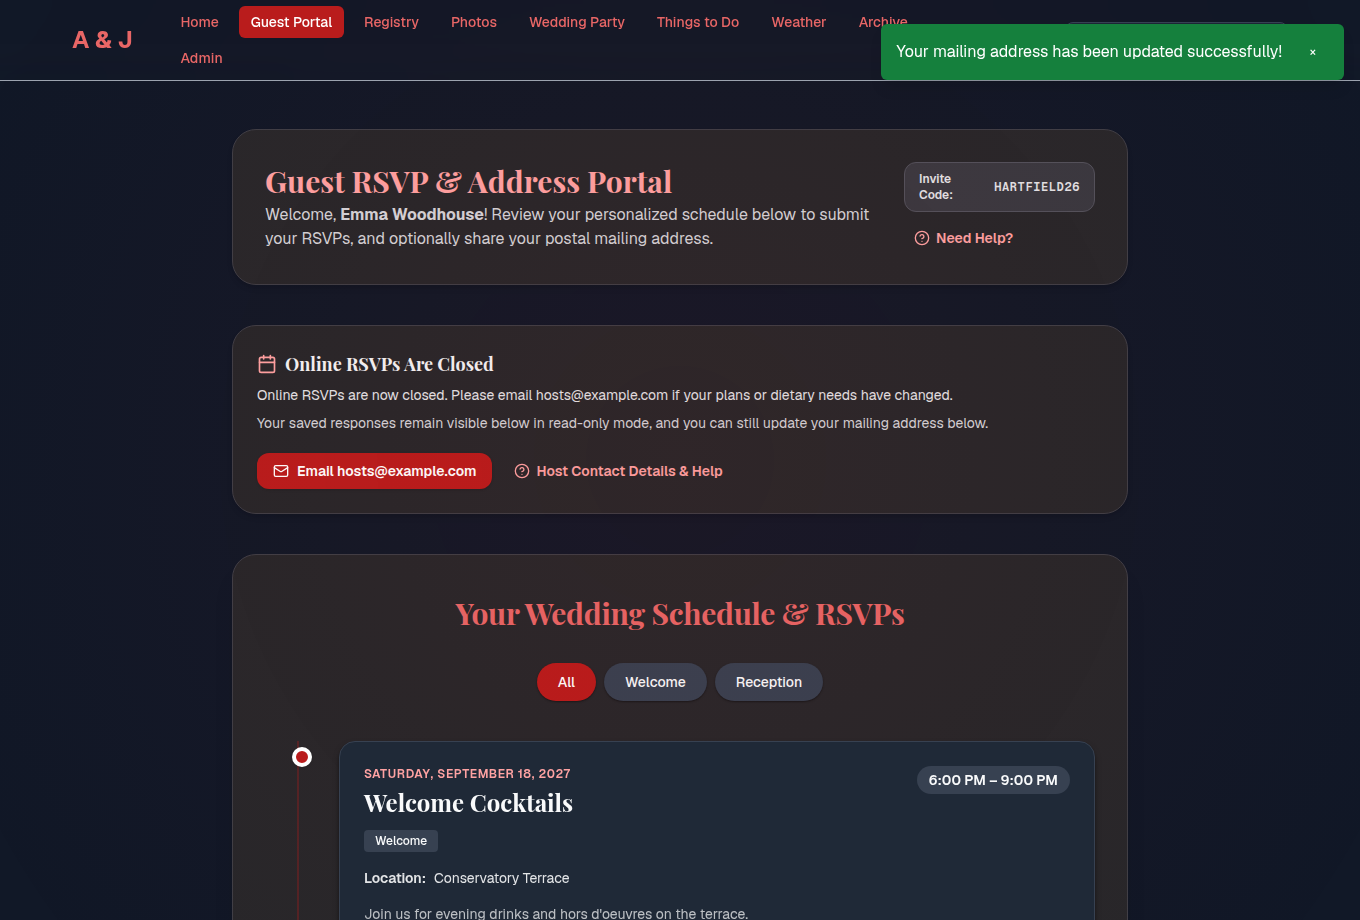 A & J
Home
Guest Portal
Registry
Photos
Wedding Party
Things to Do
Weather
Archive
Admin
Your mailing address has been updated successfully!
×
Guest RSVP & Address Portal
Welcome, Emma Woodhouse! Review your personalized schedule below to submit
your RSVPs, and optionally share your postal mailing address.
Invite
Code:
HARTFIELD26
Need Help?
Online RSVPs Are Closed
Online RSVPs are now closed. Please email hosts@example.com if your plans or dietary needs have changed.
Your saved responses remain visible below in read-only mode, and you can still update your mailing address below.
Email hosts@example.com
Host Contact Details & Help
Your Wedding Schedule & RSVPs
All
Welcome
Reception
SATURDAY, SEPTEMBER 18, 2027
6:00 PM – 9:00 PM
Welcome Cocktails
Welcome
Location: Conservatory Terrace
Join us for evening drinks and hors d'oeuvres on the terrace.